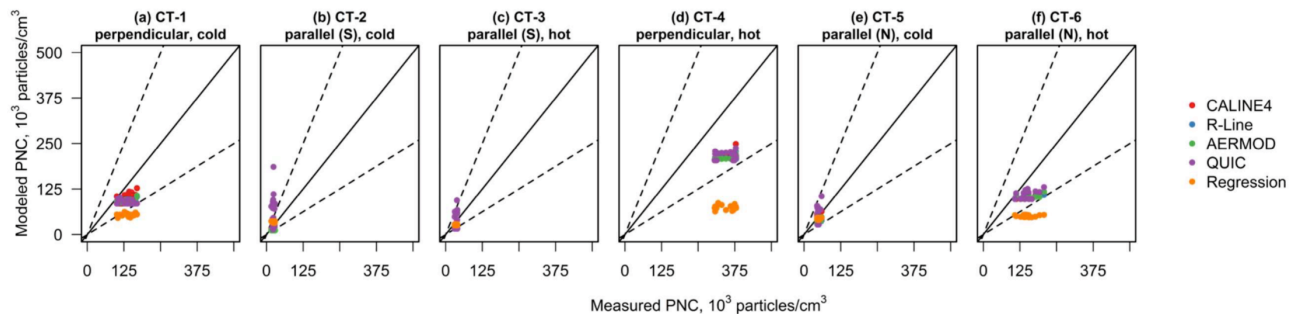 (a) CT-1
perpendicular, cold
(b) CT-2
parallel (S), cold
(c) CT-3
parallel (S), hot
(d) CT-4
perpendicular, hot
(e) CT-5
parallel (N), cold
(f) CT-6
parallel (N), hot
Modeled PNC, 10³ particles/cm³
500
375
250
125
0
0 125 375
0 125 375
0 125 375
0 125 375
0 125 375
0 125 375
Measured PNC, 10³ particles/cm³
CALINE4
R-Line
AERMOD
QUIC
Regression